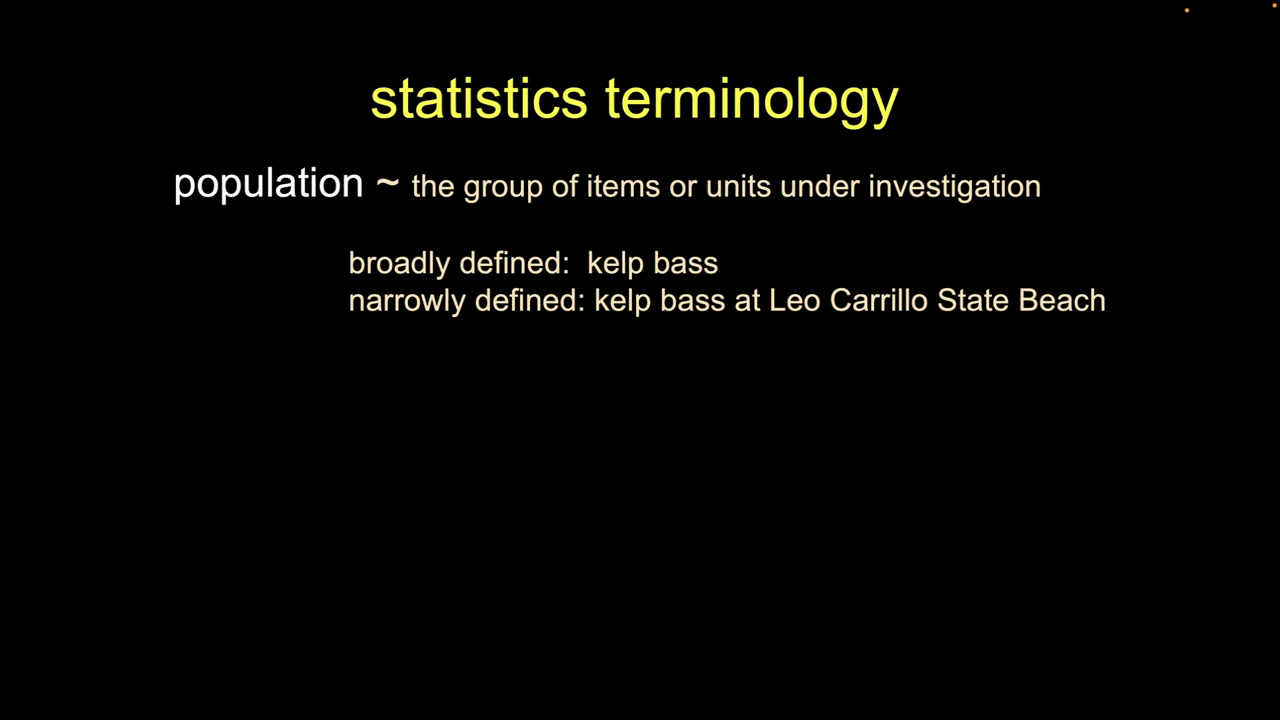 statistics terminology
population ~ the group of items or units under investigation
broadly defined:  kelp bass
narrowly defined: kelp bass at Leo Carrillo State Beach